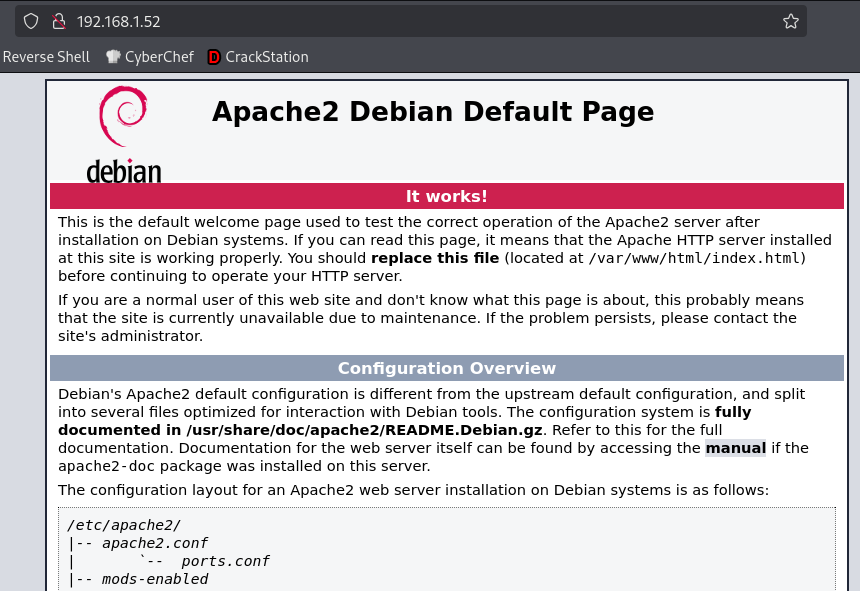 192.168.1.52
Reverse Shell CyberChef CrackStation
debian
Apache2 Debian Default Page
It works!
This is the default welcome page used to test the correct operation of the Apache2 server after
installation on Debian systems. If you can read this page, it means that the Apache HTTP server installed
at this site is working properly. You should replace this file (located at /var/www/html/index.html)
before continuing to operate your HTTP server.
If you are a normal user of this web site and don't know what this page is about, this probably means
that the site is currently unavailable due to maintenance. If the problem persists, please contact the
site's administrator.
Configuration Overview
Debian's Apache2 default configuration is different from the upstream default configuration, and split
into several files optimized for interaction with Debian tools. The configuration system is fully
documented in /usr/share/doc/apache2/README.Debian.gz. Refer to this for the full
documentation. Documentation for the web server itself can be found by accessing the manual if the
apache2-doc package was installed on this server.
The configuration layout for an Apache2 web server installation on Debian systems is as follows:
/etc/apache2/
|-- apache2.conf
|       `--  ports.conf
|-- mods-enabled